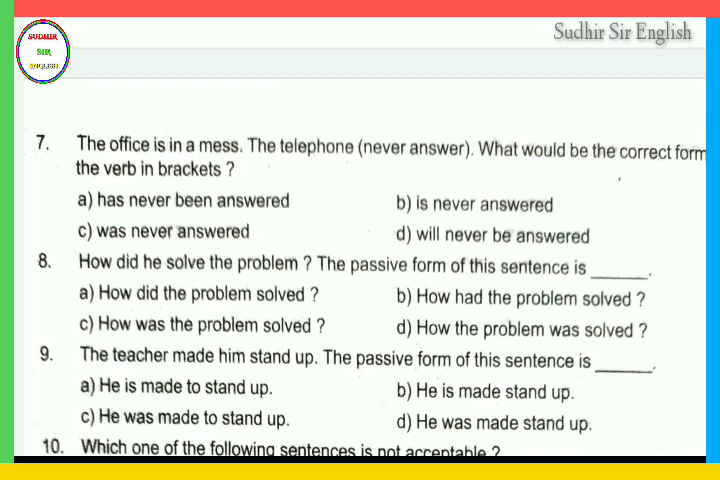 Sudhir Sir English
SUDHIR
SIR
ENGLISH
7. The office is in a mess. The telephone (never answer). What would be the correct form
the verb in brackets ?
a) has never been answered b) is never answered
c) was never answered d) will never be answered
8. How did he solve the problem ? The passive form of this sentence is ______.
a) How did the problem solved ? b) How had the problem solved ?
c) How was the problem solved ? d) How the problem was solved ?
9. The teacher made him stand up. The passive form of this sentence is ______.
a) He is made to stand up. b) He is made stand up.
c) He was made to stand up. d) He was made stand up.
10. Which one of the following sentences is not acceptable ?